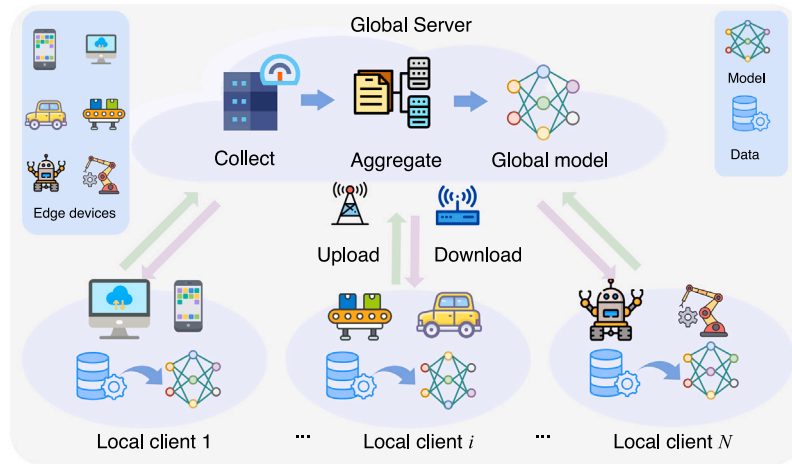 Global Server
Collect
Aggregate
Global model
Model
Data
Edge devices
Upload
Download
Local client 1
...
Local client i
...
Local client N